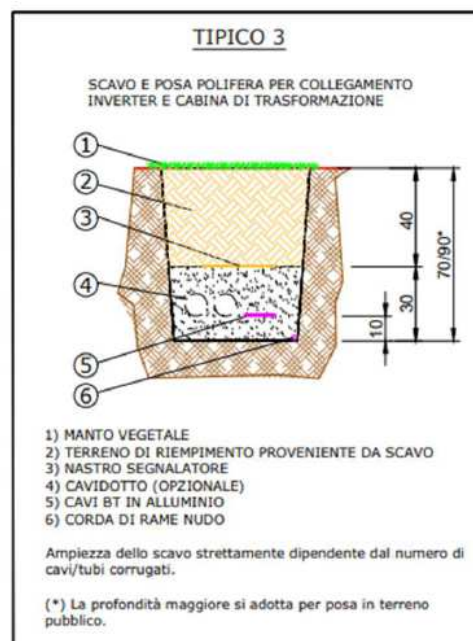 TIPICO 3
SCAVO E POSA POLIFERA PER COLLEGAMENTO
INVERTER E CABINA DI TRASFORMAZIONE
1
2
3
4
5
6
40
30
10
70/90*
1) MANTO VEGETALE
2) TERRENO DI RIEMPIMENTO PROVENIENTE DA SCAVO
3) NASTRO SEGNALATORE
4) CAVIDOTTO (OPZIONALE)
5) CAVI BT IN ALLUMINIO
6) CORDA DI RAME NUDO
Ampiezza dello scavo strettamente dipendente dal numero di
cavi/tubi corrugati.
(*) La profondità maggiore si adotta per posa in terreno
pubblico.